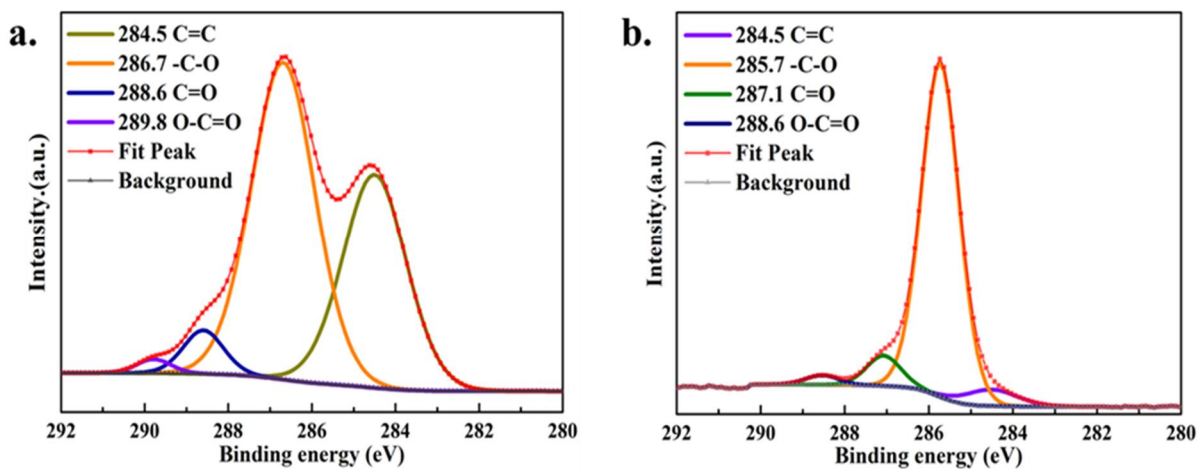 a.
284.5 C=C
286.7 -C-O
288.6 C=O
289.8 O-C=O
Fit Peak
Background
Intensity.(a.u.)
292 290 288 286 284 282 280
Binding energy (eV)
b.
284.5 C=C
285.7 -C-O
287.1 C=O
288.6 O-C=O
Fit Peak
Background
Intensity.(a.u.)
292 290 288 286 284 282 280
Binding energy (eV)